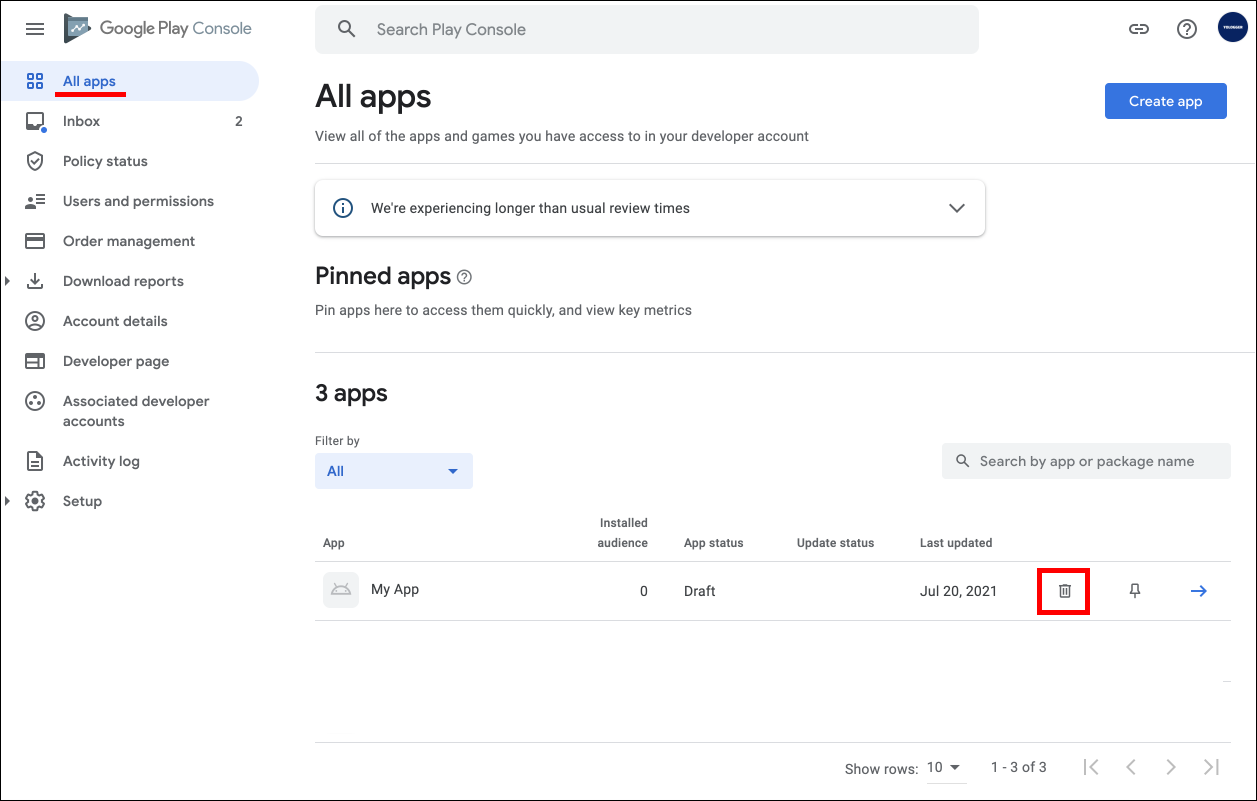 Google Play Console
Search Play Console
YOLOGGER
All apps
Inbox 2
Policy status
Users and permissions
Order management
Download reports
Account details
Developer page
Associated developer
accounts
Activity log
Setup
All apps
Create app
View all of the apps and games you have access to in your developer account
We're experiencing longer than usual review times
Pinned apps
Pin apps here to access them quickly, and view key metrics
3 apps
Filter by
All
Search by app or package name
App Installed audience App status Update status Last updated
My App 0 Draft Jul 20, 2021
Show rows: 10 1 - 3 of 3